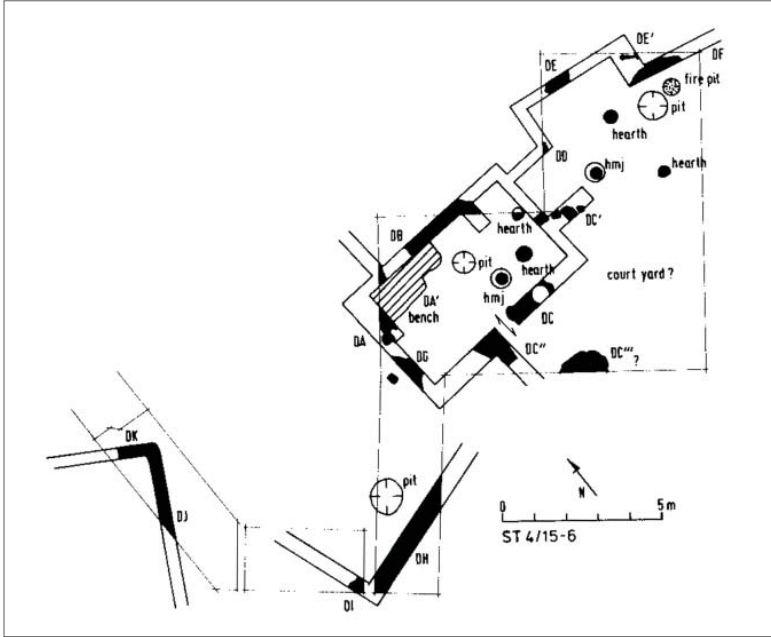 DE'
DE
DF
fire pit
pit
hearth
DD
hmj
hearth
DC'
DB
hearth
pit
hearth
court yard?
DA'
hmj
bench
DC
DA
DG
DC''
DC'''?
DK
pit
N
0 5m
DJ
ST 4/15-6
DH
DI